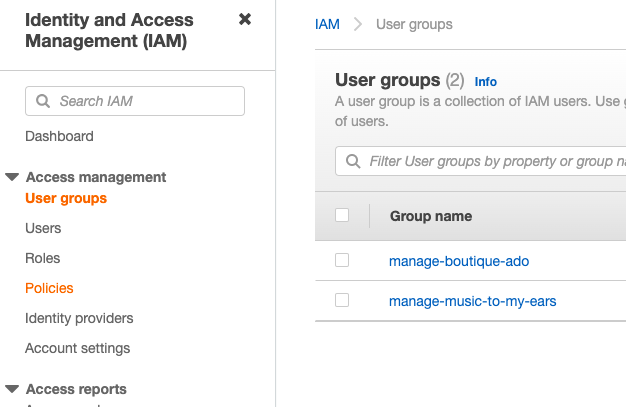 Identity and Access
Management (IAM)
Search IAM
Dashboard
Access management
User groups
Users
Roles
Policies
Identity providers
Account settings
Access reports
IAM
User groups
User groups (2) Info
A user group is a collection of IAM users. Use
of users.
Filter User groups by property or group
Group name
manage-boutique-ado
manage-music-to-my-ears